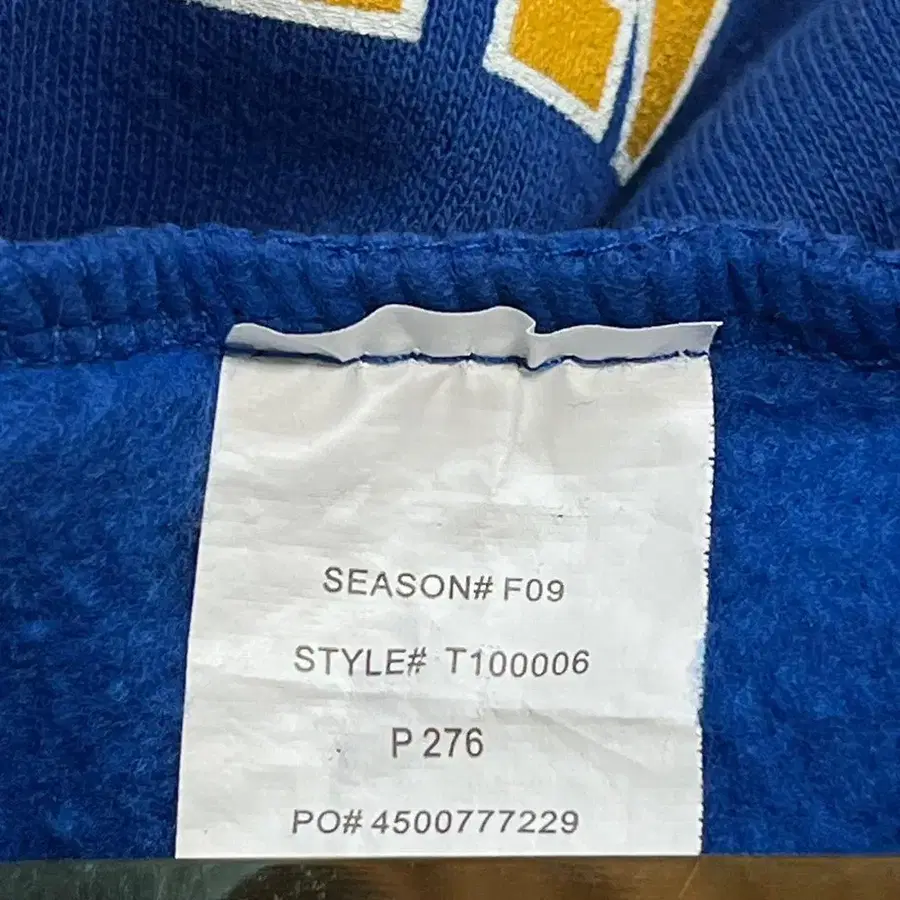 SEASON# F09
STYLE# T100006
P 276
PO# 4500777229